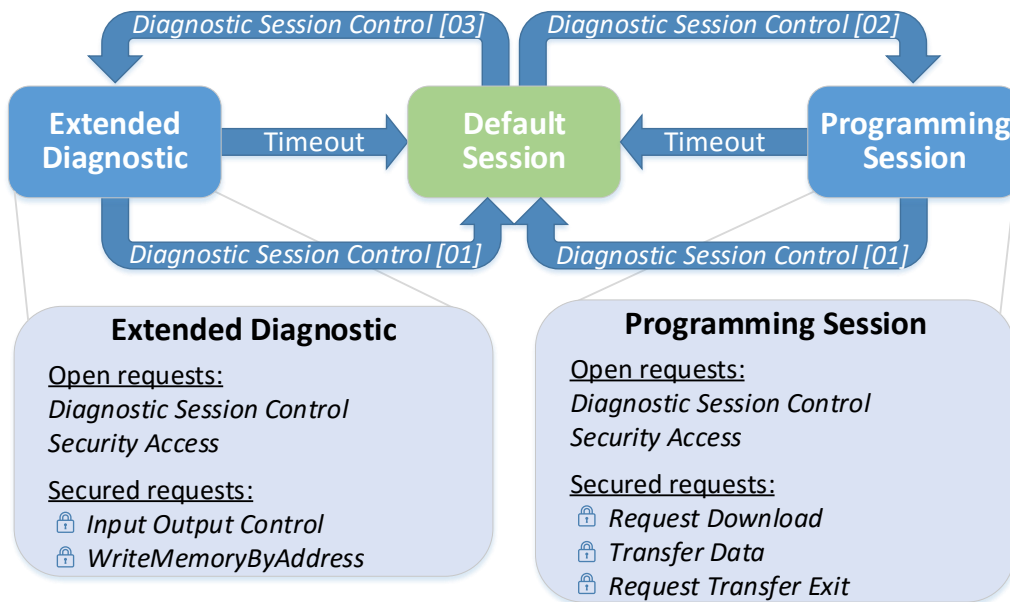 Diagnostic Session Control [03]
Diagnostic Session Control [02]
Extended
Diagnostic
Timeout
Default
Session
Timeout
Programming
Session
Diagnostic Session Control [01]
Diagnostic Session Control [01]
Extended Diagnostic
Open requests:
Diagnostic Session Control
Security Access
Secured requests:
Input Output Control
WriteMemoryByAddress
Programming Session
Open requests:
Diagnostic Session Control
Security Access
Secured requests:
Request Download
Transfer Data
Request Transfer Exit